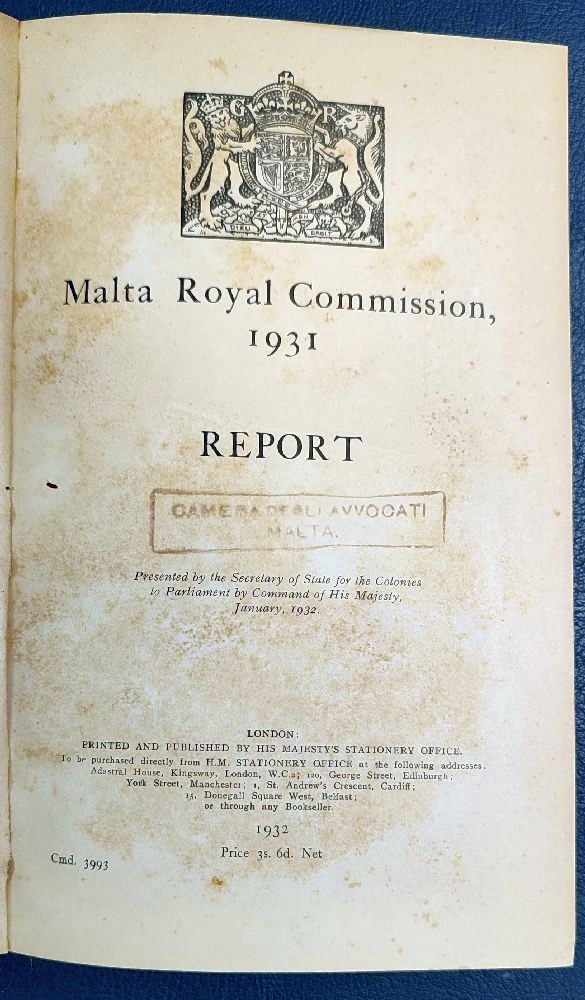 G R
DIEU ET MON DROIT
Malta Royal Commission,
1931
REPORT
CAMERA DEGLI AVVOCATI
MALTA.
Presented by the Secretary of State for the Colonies
to Parliament by Command of His Majesty,
January, 1932.
LONDON:
PRINTED AND PUBLISHED BY HIS MAJESTY'S STATIONERY OFFICE.
To be purchased directly from H.M. STATIONERY OFFICE at the following addresses.
Adastral House, Kingsway, London, W.C.2; 120, George Street, Edinburgh;
York Street, Manchester; 1, St. Andrew's Crescent, Cardiff;
15, Donegall Square West, Belfast;
or through any Bookseller.
1932
Price 3s. 6d. Net
Cmd. 3993